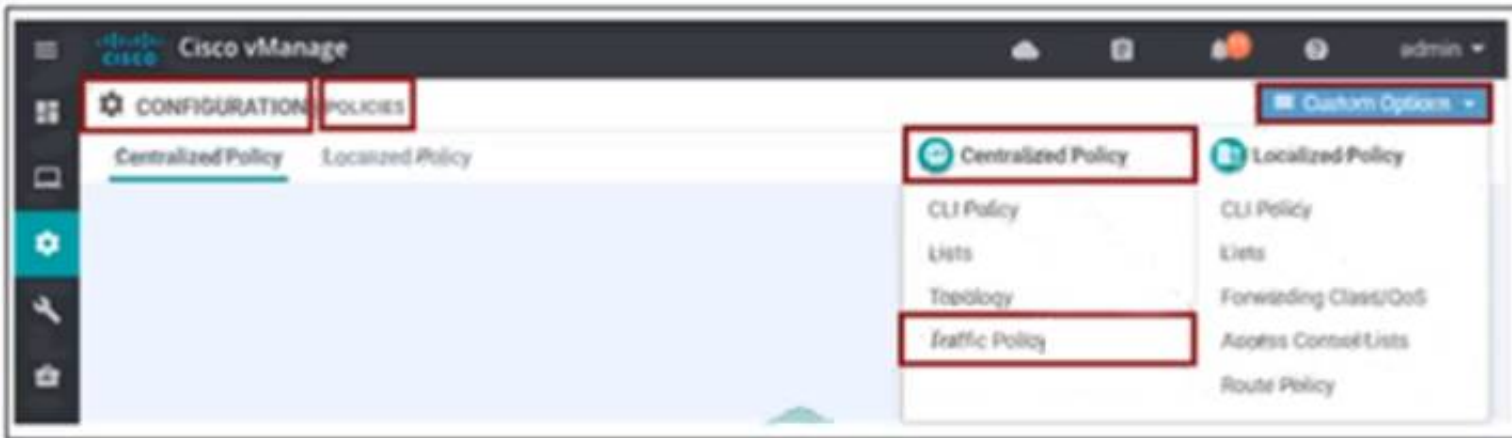 CISCO Cisco vManage admin
CONFIGURATION POLICIES Custom Options
Centralized Policy Localized Policy
Centralized Policy Localized Policy
CLI Policy CLI Policy
Lists Lists
Topology Forwarding Class/QoS
Traffic Policy Access Control Lists
Route Policy